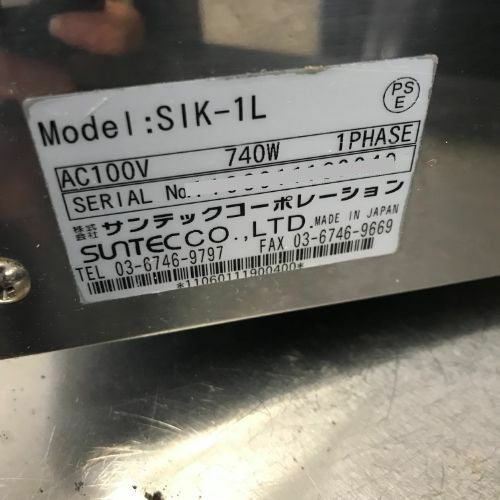 Model:SIK-1L
PS
E
AC100V 740W 1PHASE
SERIAL No.
株式
会社 サンテックコーポレーション
SUNTEC CO.,LTD. MADE IN JAPAN
TEL 03-6746-9797 FAX 03-6746-9669
*11060111900400*